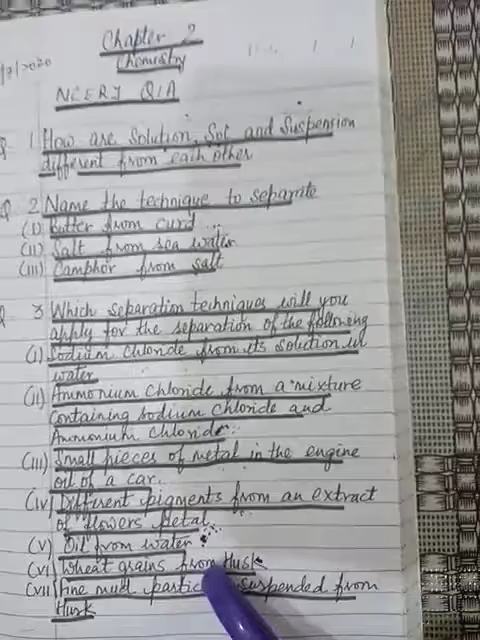 Chapter 2
Chemistry
NCERT Q/A
Q 1 How are Solution, Sol and Suspension
different from each other
Q 2 Name the technique to separate
(I) Butter from curd
(II) Salt from sea water
(III) Camphor from salt
Q 3 Which separation techniques will you
apply for the separation of the following
(i) Sodium chloride from its solution in
water
(ii) Ammonium Chloride from a mixture
containing sodium chloride and
Ammonium chloride
(iii) Small pieces of metal in the engine
oil of a car.
(iv) Different pigments from an extract
of flowers Petal
(v) Oil from water
(vi) Wheat grains from Husk
(vii) Fine mud suspended from
Husk